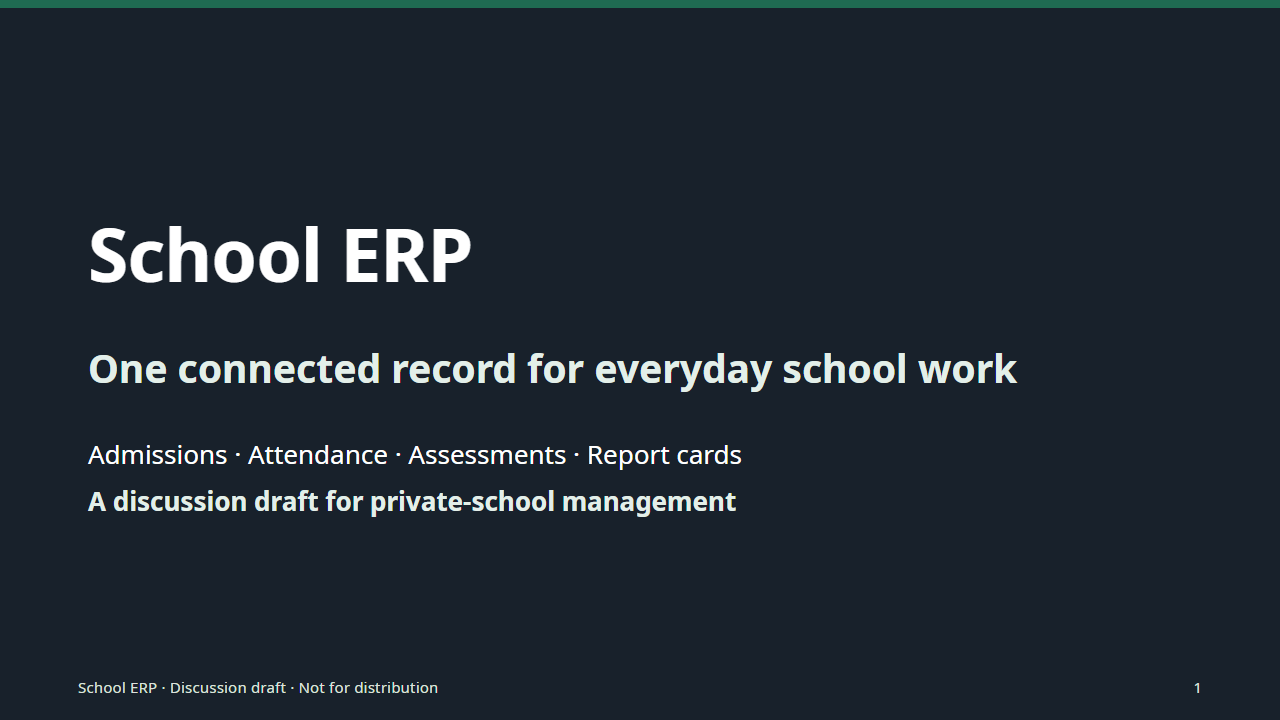 School ERP
One connected record for everyday school work
Admissions · Attendance · Assessments · Report cards
A discussion draft for private-school management
School ERP · Discussion draft · Not for distribution
1